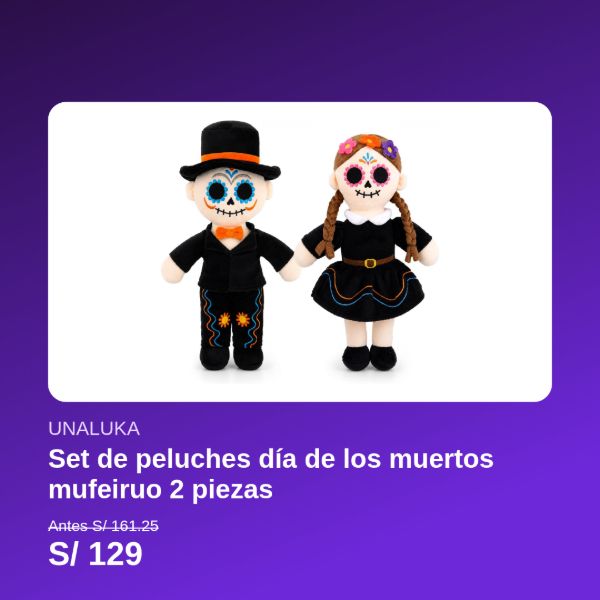 UNALUKA
Set de peluches día de los muertos
mufeiruo 2 piezas
Antes S/ 161.25
S/ 129